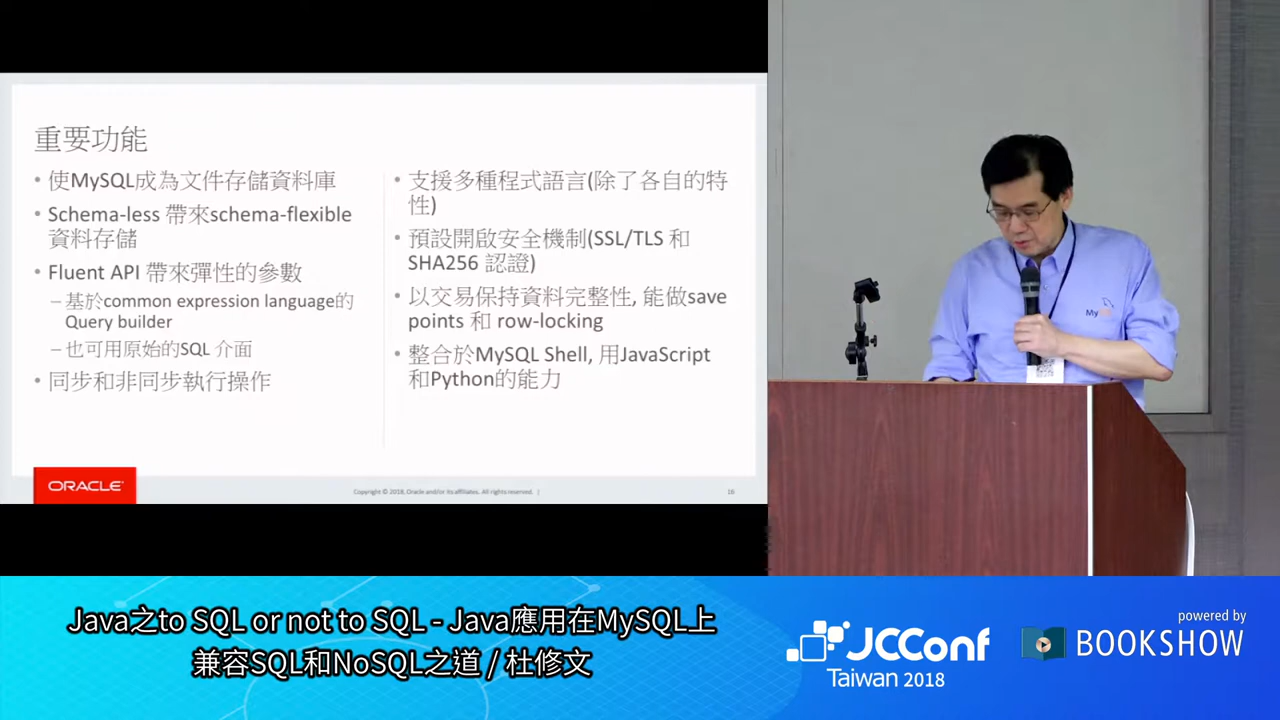 重要功能
• 使MySQL成為文件存儲資料庫
• Schema-less 帶來schema-flexible
資料存儲
• Fluent API 帶來彈性的參數
– 基於common expression language的
Query builder
– 也可用原始的SQL 介面
• 同步和非同步執行操作
• 支援多種程式語言(除了各自的特
性)
• 預設開啟安全機制(SSL/TLS 和
SHA256 認證)
• 以交易保持資料完整性, 能做save
points 和 row-locking
• 整合於MySQL Shell, 用JavaScript
和Python的能力
ORACLE
Copyright © 2018, Oracle and/or its affiliates. All rights reserved. |
16
Java之to SQL or not to SQL - Java應用在MySQL上
兼容SQL和NoSQL之道 / 杜修文
JCConf
Taiwan 2018
powered by
BOOKSHOW